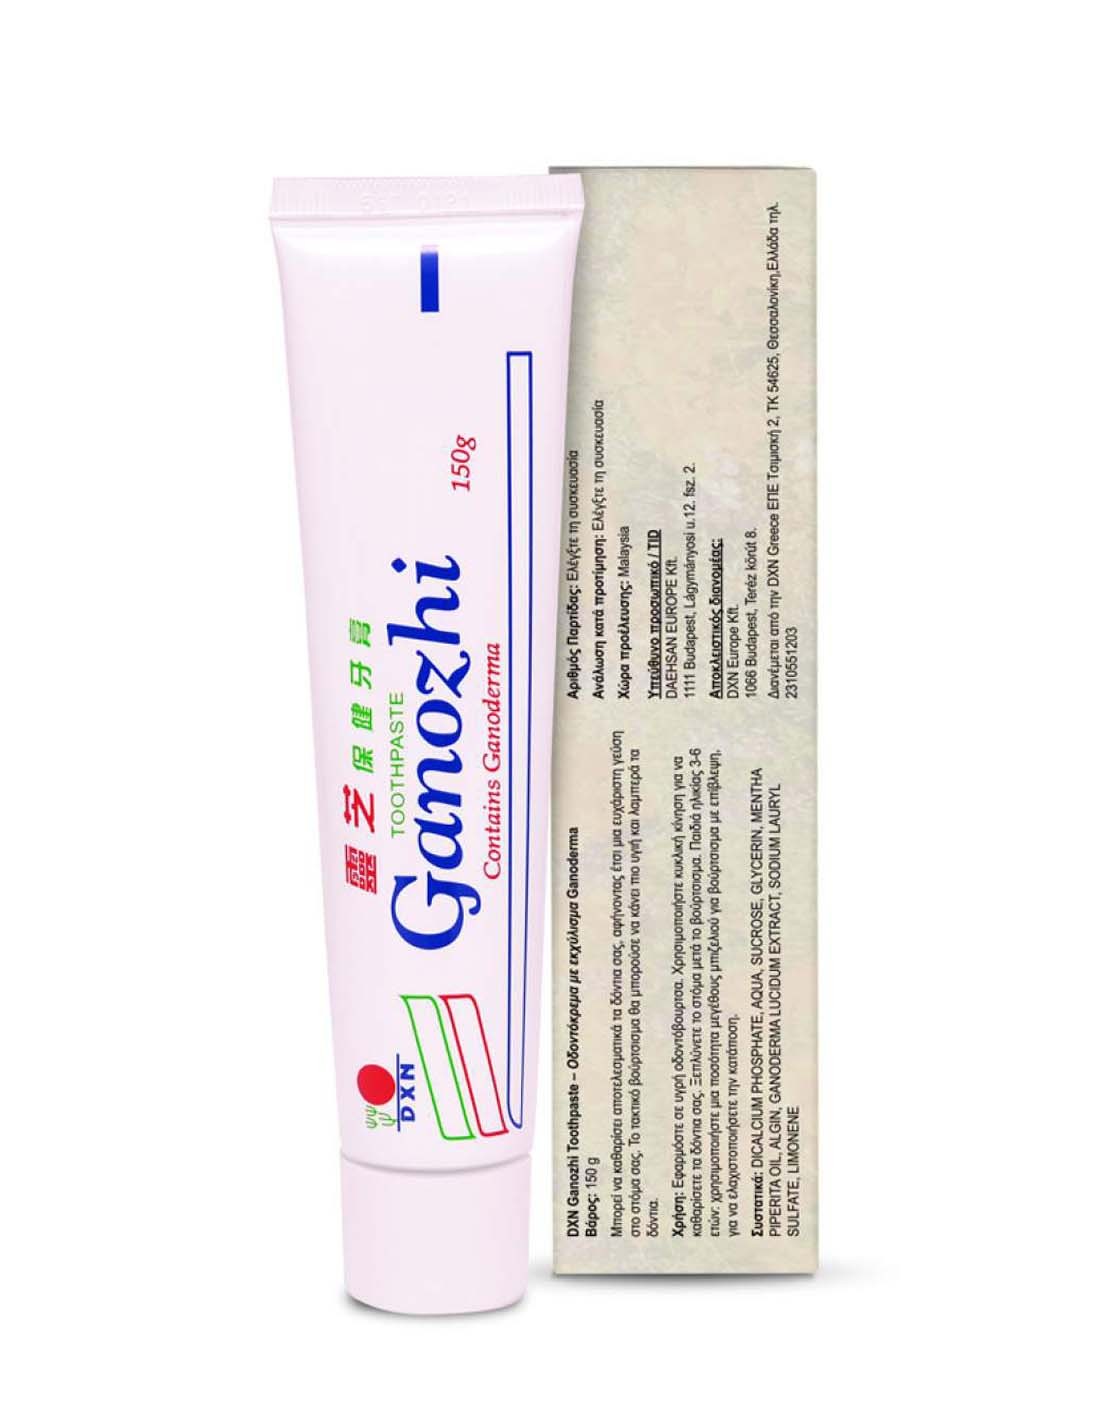 靈芝保健牙膏
TOOTHPASTE
Ganozhi
Contains Ganoderma
150g
DXN
DXN Ganozhi Toothpaste – Οδοντόκρεμα με εκχύλισμα Ganoderma
Βάρος: 150 g
Μπορεί να καθαρίσει αποτελεσματικά τα δόντια σας, αφήνοντας έτσι μια ευχάριστη γεύση
στο στόμα σας. Το τακτικό βούρτσισμα θα μπορούσε να κάνει πιο υγιή και λαμπερά τα
δόντια.
Χρήση: Εφαρμόστε σε υγρή οδοντόβουρτσα. Χρησιμοποιήστε κυκλική κίνηση για να
καθαρίσετε τα δόντια σας. Ξεπλύνετε το στόμα μετά το βούρτσισμα. Παιδιά ηλικίας 3-6
ετών: χρησιμοποιήστε μια ποσότητα μεγέθους μπιζελιού για βούρτσισμα με επίβλεψη,
για να ελαχιστοποιήσετε την κατάποση.
Συστατικά: DICALCIUM PHOSPHATE, AQUA, SUCROSE, GLYCERIN, MENTHA
PIPERITA OIL, ALGIN, GANODERMA LUCIDUM EXTRACT, SODIUM LAURYL
SULFATE, LIMONENE
Αριθμός Παρτίδας: Ελέγξτε τη συσκευασία
Ανάλωση κατά προτίμηση: Ελέγξτε τη συσκευασία
Χώρα προέλευσης: Malaysia
Υπεύθυνο προσωπικό / TID
DAEHSAN EUROPE Kft.
1111 Budapest, Lágymányosi u.12. fsz. 2.
Αποκλειστικός διανομέας:
DXN Europe Kft.
1066 Budapest, Teréz körút 8.
Διανέμεται από την DXN Greece ΕΠΕ Τσιμισκή 2, ΤΚ 54625, Θεσσαλονίκη,Ελλάδα τηλ.
2310551203